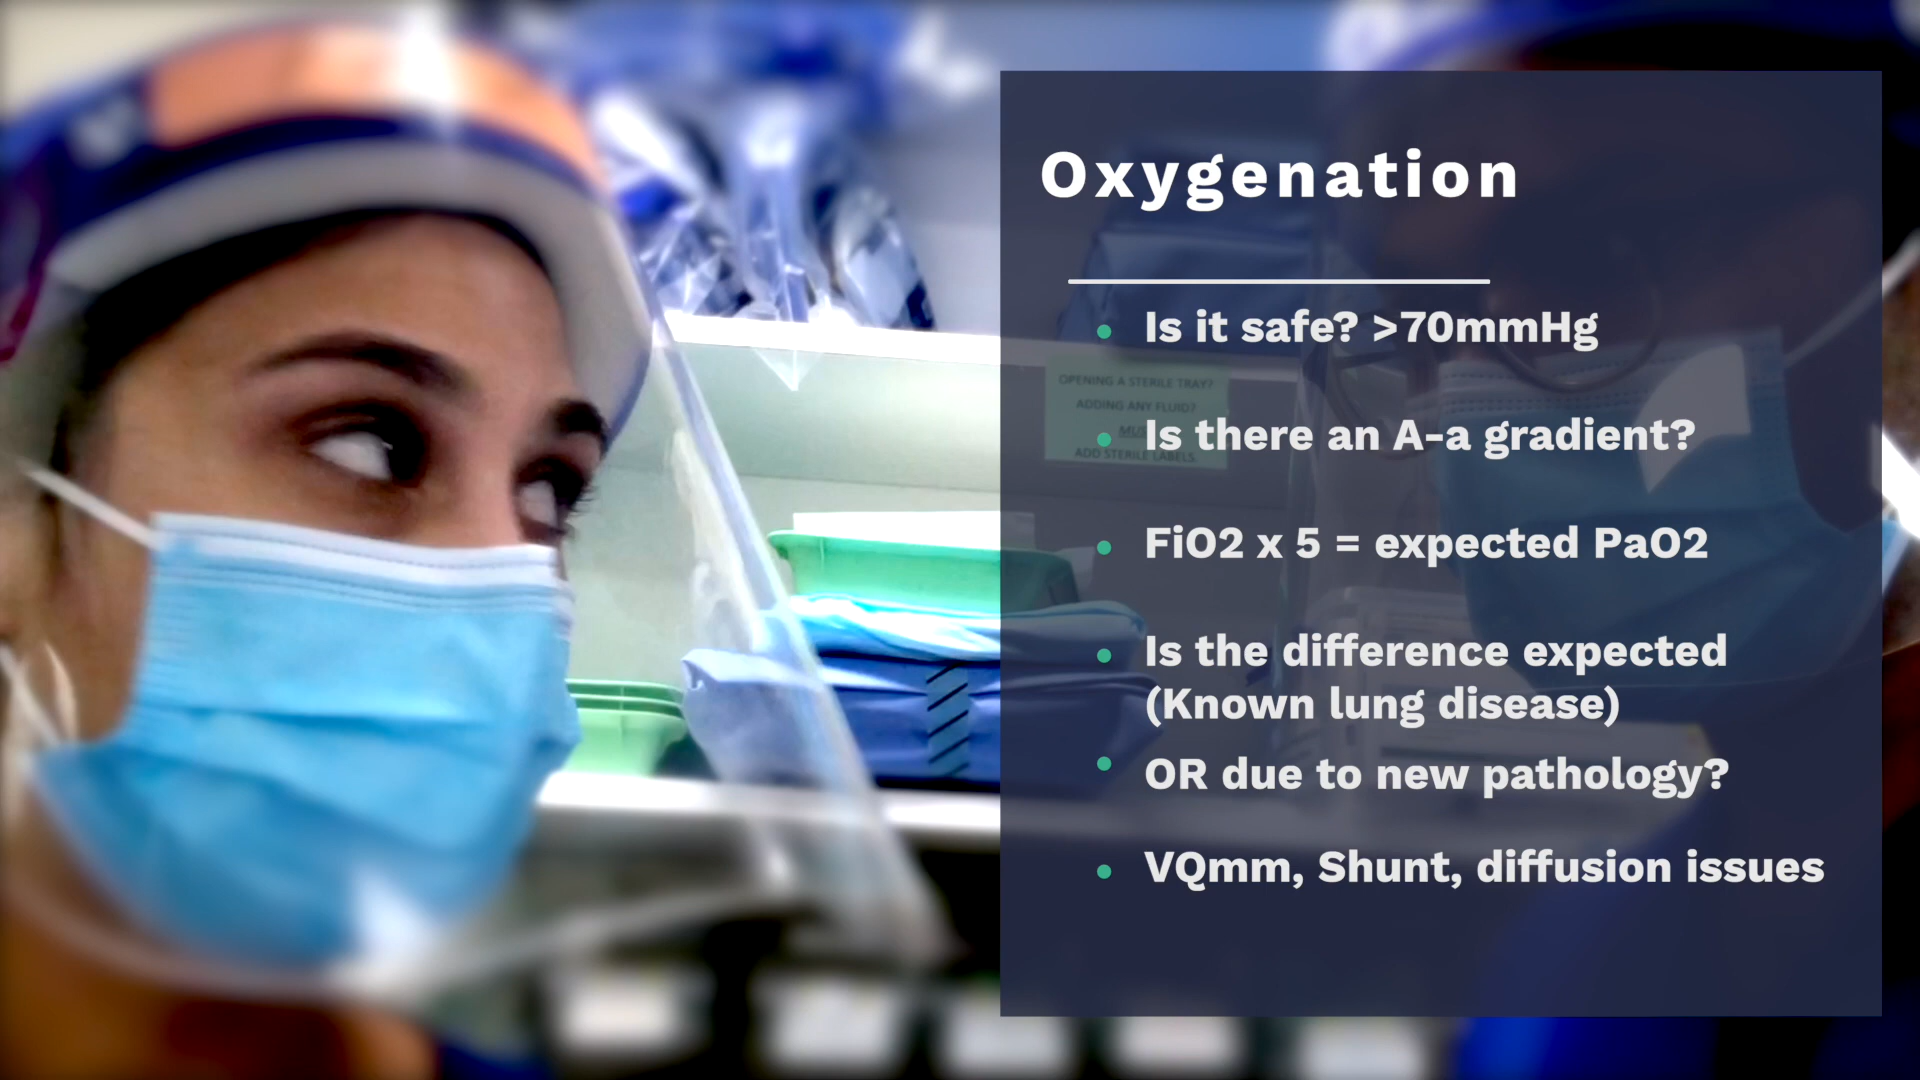 Oxygenation
Is it safe? >70mmHg
OPENING A STERILE TRAY?
ADDING ANY FLUID?
MUST
Is there an A-a gradient?
ADD STERILE LABELS.
FiO2 x 5 = expected PaO2
Is the difference expected
(Known lung disease)
OR due to new pathology?
VQmm, Shunt, diffusion issues